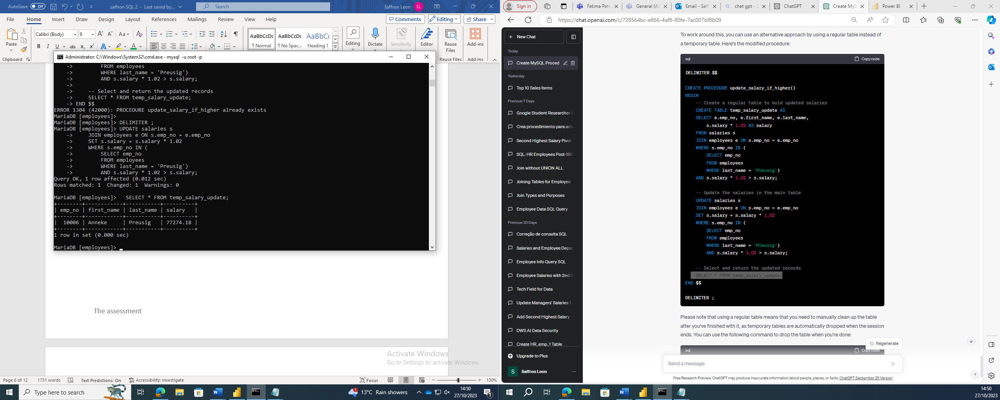 AutoSave Off saffron SQL 2 - Last saved by... Search Saffron Leon SL
File Home Insert Draw Design Layout References Mailings Review View Help Comments Editing Share
Calibri (Body) 9 Aa AaBbCcDc AaBbCcDc AaBbCc
Paste B I U ab x₂ x² A A ¶ Normal ¶ No Spac... Heading 1 Editing Dictate Sensitivity Editor Reuse Files Add-ins
Clipboard Reuse Files Add-ins
Administrator: C:\Windows\System32\cmd.exe - mysql -u root -p
-> FROM employees
-> WHERE last_name = 'Preusig')
-> AND s.salary * 1.02 > s.salary;
->
-> -- Select and return the updated records
-> SELECT * FROM temp_salary_update;
-> END $$
ERROR 1304 (42000): PROCEDURE update_salary_if_higher already exists
MariaDB [employees]>
MariaDB [employees]> DELIMITER ;
MariaDB [employees]> UPDATE salaries s
-> JOIN employees e ON s.emp_no = e.emp_no
-> SET s.salary = s.salary * 1.02
-> WHERE s.emp_no IN (
-> SELECT emp_no
-> FROM employees
-> WHERE last_name = 'Preusig')
-> AND s.salary * 1.02 > s.salary;
Query OK, 1 row affected (0.012 sec)
Rows matched: 1 Changed: 1 Warnings: 0
MariaDB [employees]> SELECT * FROM temp_salary_update;
+--------+------------+-----------+----------+
| emp_no | first_name | last_name | salary |
+--------+------------+-----------+----------+
| 10006 | Anneke | Preusig | 77274.18 |
+--------+------------+-----------+----------+
1 row in set (0.000 sec)
MariaDB [employees]>
The assessment
Activate Windows
Go to Settings to activate Windows.
Page 6 of 12 1731 words Text Predictions: On Accessibility: Investigate Focus 130%
Type here to search 1 13°C Rain showers 14:50 27/10/2023 1
Sign in Fatima Pate General (AB Email - Saff chat gpt - S ChatGPT Create MyS Power BI
https://chat.openai.com/c/728564bc-e866-4af8-80fe-7ac007bf8b09
New Chat
Today
Create MySQL Proced
Yesterday
Top 10 Sales Items
Previous 7 Days
Google Student Researcher A
Crea procedimiento para actu
Second Highest Salary Pivot
SQL: HR Employees Post-198
Join without UNION ALL
Joining Tables for Employee
Join Types and Purposes
Employee Data SQL Query
Previous 30 Days
Correção de consulta SQL
Salaries and Employee Depar
Employee Info Query SQL
Employee Salaries with 2nd S
Tech Field for Data
Update Managers' Salaries 1
Add Second Highest Salary
DWS AI Data Security
Create HR_emp_1 Table
Upgrade to Plus
S Saffron Leon
To work around this, you can use an alternative approach by using a regular table instead of
a temporary table. Here's the modified procedure:
sql Copy code
DELIMITER $$
CREATE PROCEDURE update_salary_if_higher()
BEGIN
-- Create a regular table to hold updated salaries
CREATE TABLE temp_salary_update AS
SELECT e.emp_no, e.first_name, e.last_name,
s.salary * 1.02 AS salary
FROM salaries s
JOIN employees e ON s.emp_no = e.emp_no
WHERE s.emp_no IN (
SELECT emp_no
FROM employees
WHERE last_name = 'Preusig')
AND s.salary * 1.02 > s.salary;
-- Update the salaries in the main table
UPDATE salaries s
JOIN employees e ON s.emp_no = e.emp_no
SET s.salary = s.salary * 1.02
WHERE s.emp_no IN (
SELECT emp_no
FROM employees
WHERE last_name = 'Preusig')
AND s.salary * 1.02 > s.salary;
-- Select and return the updated records
SELECT * FROM temp_salary_update;
END $$
DELIMITER ;
Please note that using a regular table means that you need to manually clean up the table
after you've finished with it, as temporary tables are automatically dropped when the session
ends. You can use the following command to drop the table when you're done:
Regenerate
sql Copy code
Send a message
Free Research Preview. ChatGPT may produce inaccurate information about people, places, or facts. ChatGPT September 25 Version
14:50
27/10/2023